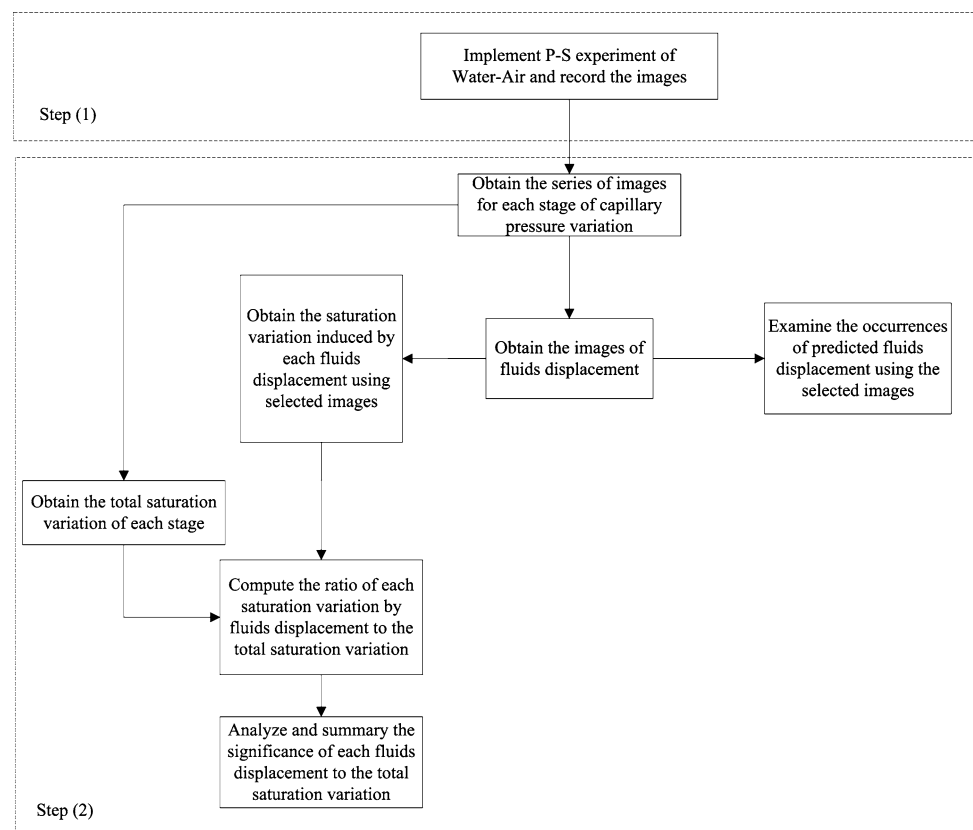 Implement P-S experiment of
Water-Air and record the images
Step (1)
Obtain the series of images
for each stage of capillary
pressure variation
Obtain the saturation
variation induced by
each fluids
displacement using
selected images
Obtain the images of
fluids displacement
Examine the occurrences
of predicted fluids
displacement using the
selected images
Obtain the total saturation
variation of each stage
Compute the ratio of each
saturation variation by
fluids displacement to the
total saturation variation
Analyze and summary the
significance of each fluids
displacement to the total
saturation variation
Step (2)